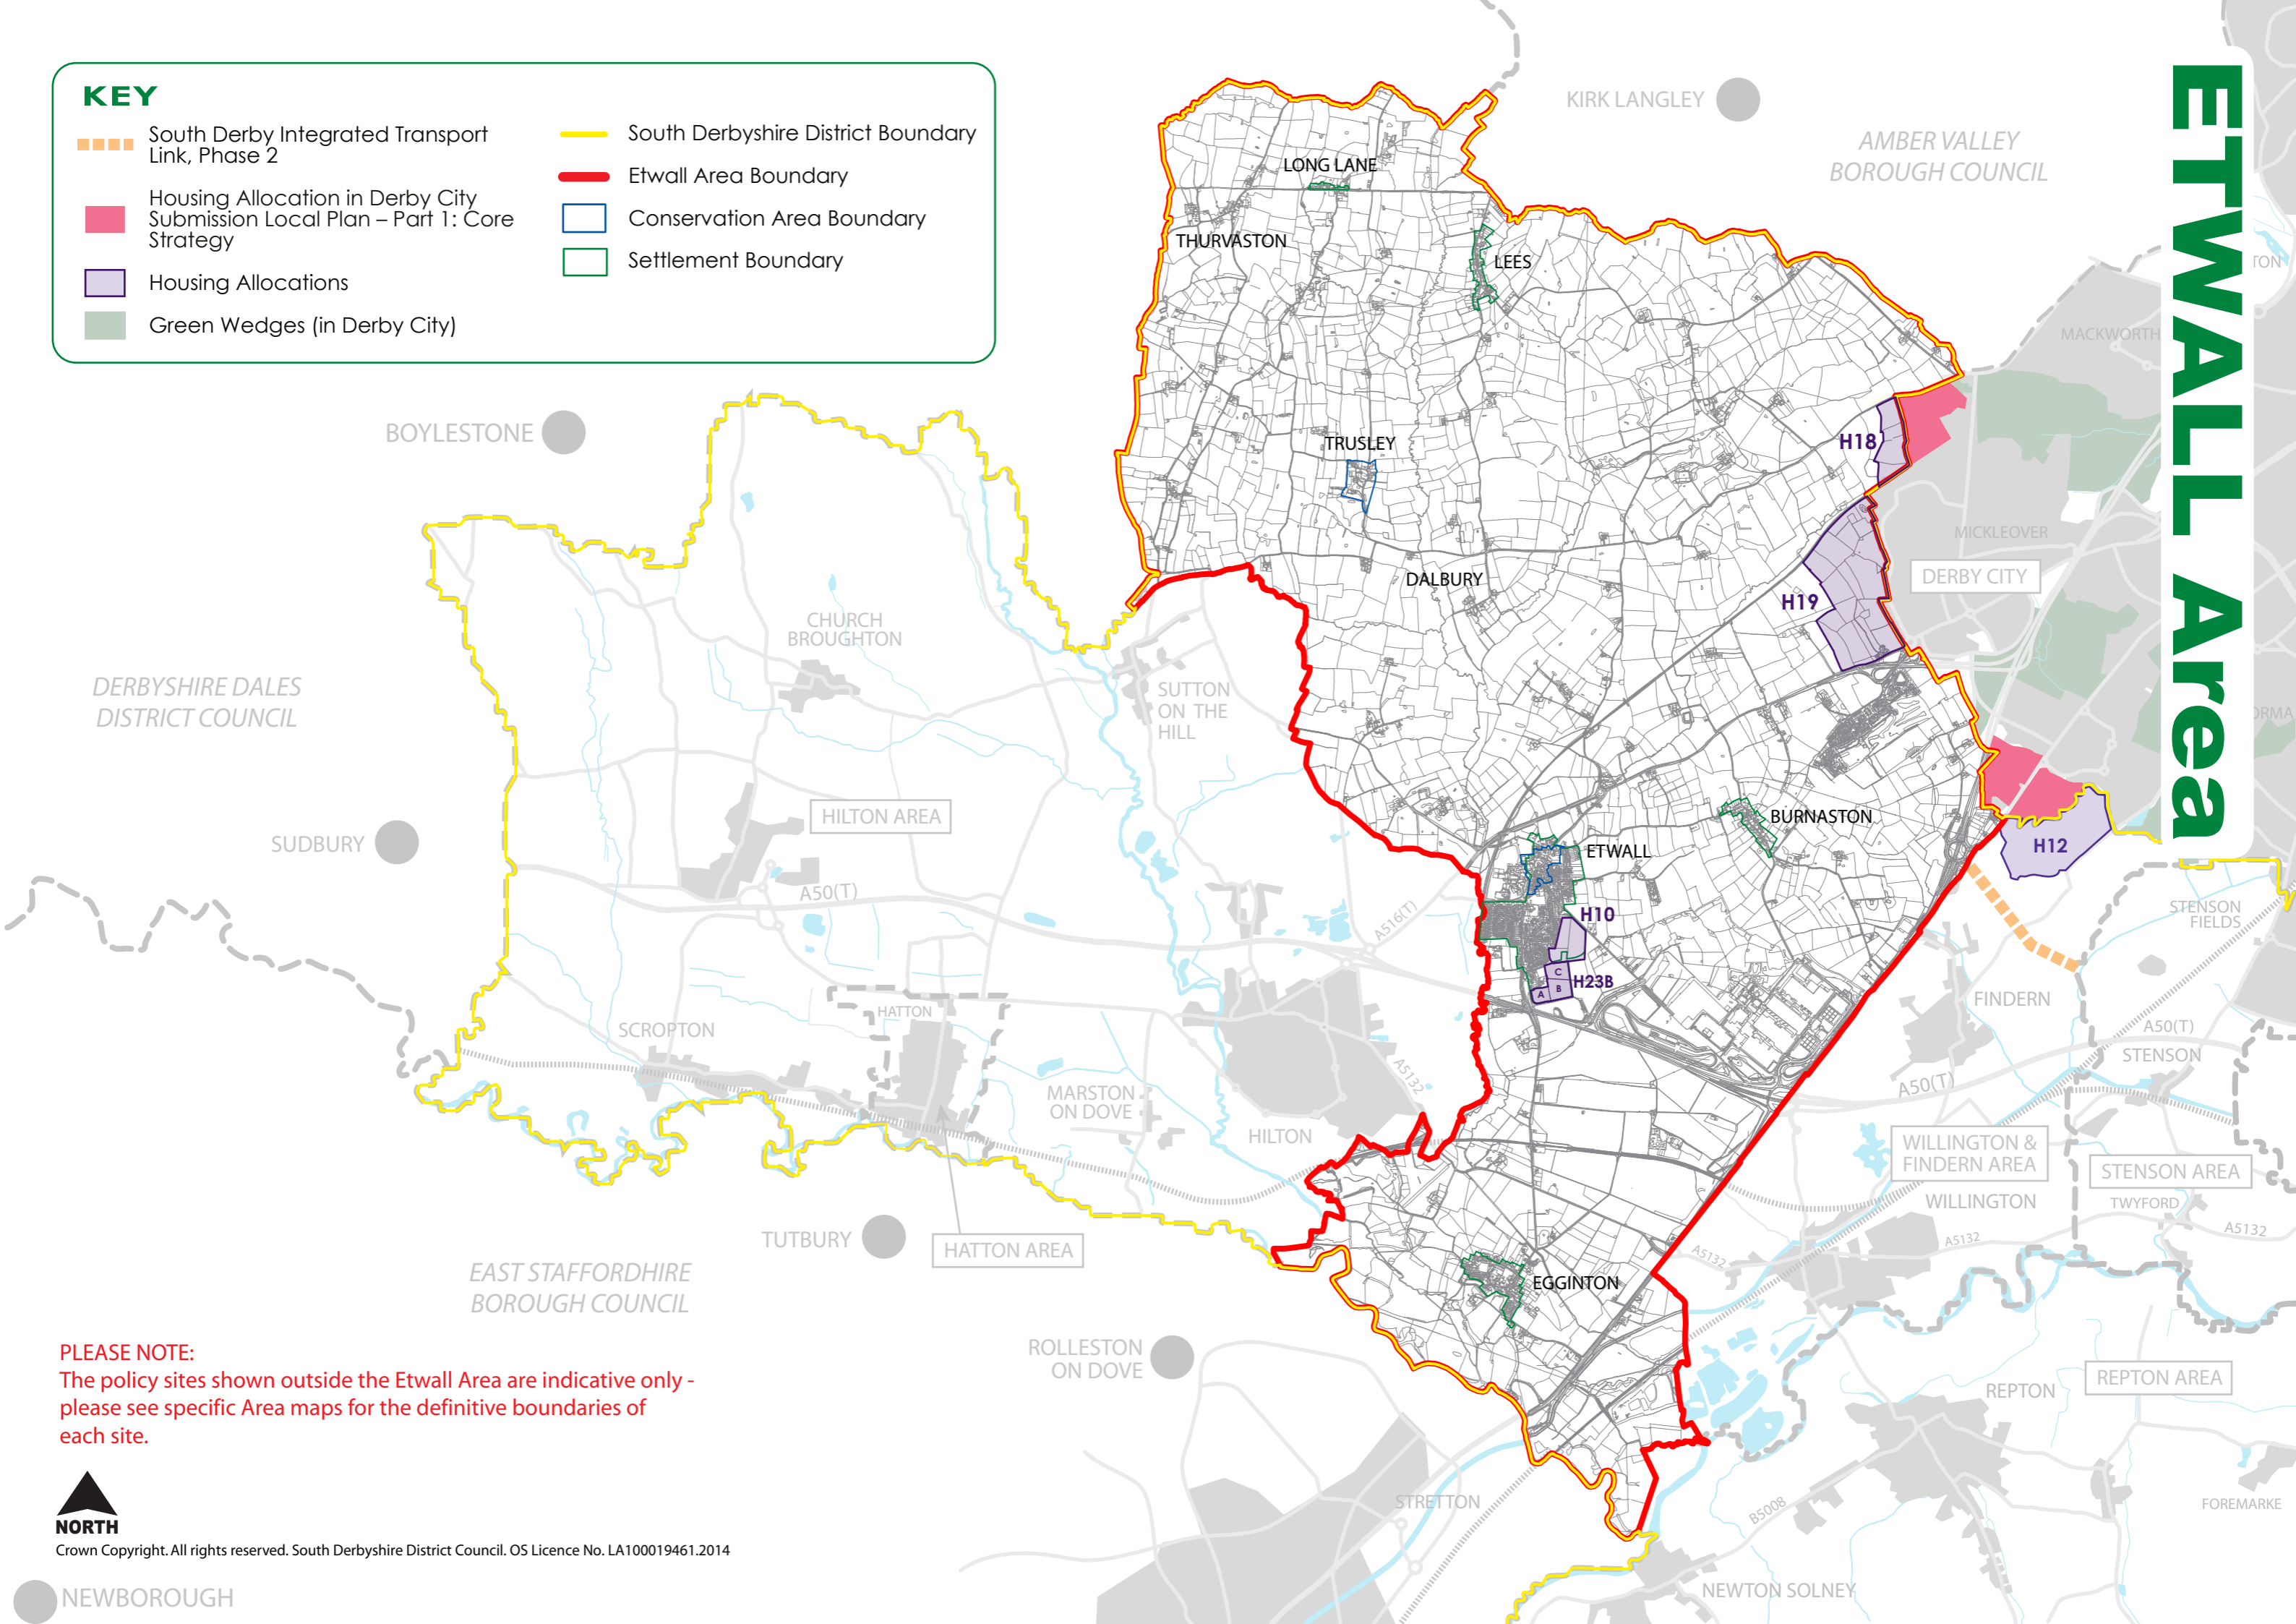 KEY
South Derby Integrated Transport
Link, Phase 2
Housing Allocation in Derby City
Submission Local Plan – Part 1: Core
Strategy
Housing Allocations
Green Wedges (in Derby City)
South Derbyshire District Boundary
Etwall Area Boundary
Conservation Area Boundary
Settlement Boundary
ETWALL Area
KIRK LANGLEY
AMBER VALLEY
BOROUGH COUNCIL
LONG LANE
THURVASTON
LEES
TON
MACKWORTH
BOYLESTONE
TRUSLEY
H18
MICKLEOVER
DERBY CITY
DALBURY
H19
CHURCH
BROUGHTON
DERBYSHIRE DALES
DISTRICT COUNCIL
SUTTON
ON THE
HILL
ORMA
HILTON AREA
SUDBURY
BURNASTON
ETWALL
H12
A50(T)
A516(T)
H10
STENSON
FIELDS
C
H23B
A
B
FINDERN
HATTON
SCROPTON
A50(T)
STENSON
A5132
A50(T)
MARSTON
ON DOVE
HILTON
WILLINGTON &
FINDERN AREA
STENSON AREA
WILLINGTON
TWYFORD
A5132
A5132
A5132
TUTBURY
HATTON AREA
EAST STAFFORDHIRE
BOROUGH COUNCIL
EGGINTON
ROLLESTON
ON DOVE
REPTON
REPTON AREA
PLEASE NOTE:
The policy sites shown outside the Etwall Area are indicative only -
please see specific Area maps for the definitive boundaries of
each site.
STRETTON
B5008
FOREMARKE
NORTH
Crown Copyright. All rights reserved. South Derbyshire District Council. OS Licence No. LA100019461.2014
NEWBOROUGH
NEWTON SOLNEY